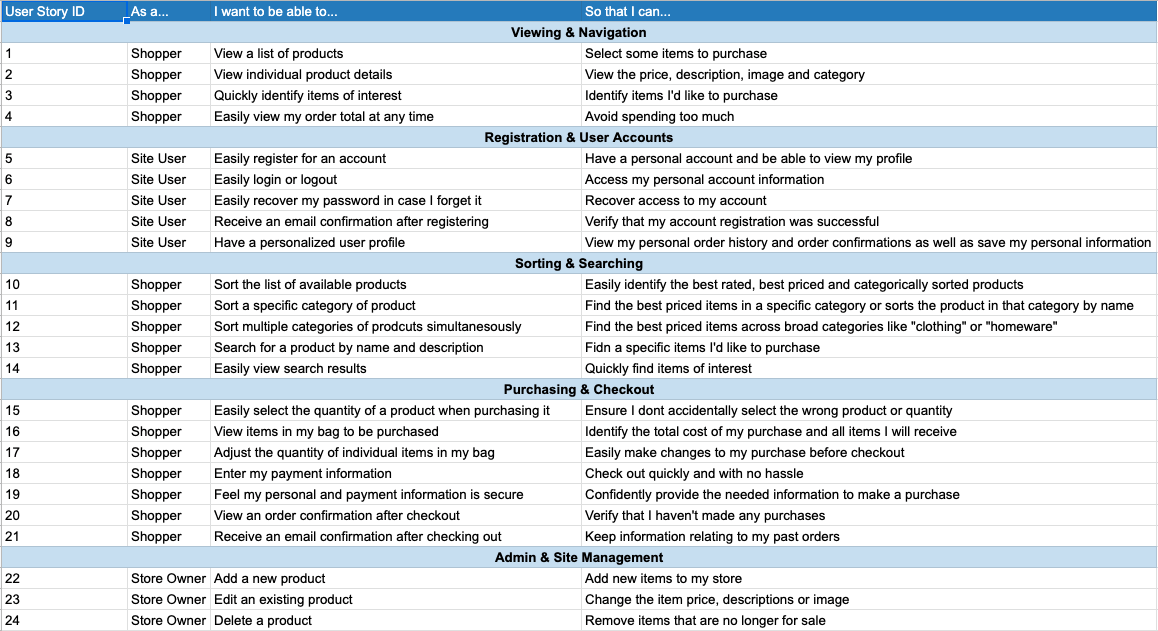 User Story ID As a... I want to be able to... So that I can...
Viewing & Navigation
1 Shopper View a list of products Select some items to purchase
2 Shopper View individual product details View the price, description, image and category
3 Shopper Quickly identify items of interest Identify items I'd like to purchase
4 Shopper Easily view my order total at any time Avoid spending too much
Registration & User Accounts
5 Site User Easily register for an account Have a personal account and be able to view my profile
6 Site User Easily login or logout Access my personal account information
7 Site User Easily recover my password in case I forget it Recover access to my account
8 Site User Receive an email confirmation after registering Verify that my account registration was successful
9 Site User Have a personalized user profile View my personal order history and order confirmations as well as save my personal information
Sorting & Searching
10 Shopper Sort the list of available products Easily identify the best rated, best priced and categorically sorted products
11 Shopper Sort a specific category of product Find the best priced items in a specific category or sorts the product in that category by name
12 Shopper Sort multiple categories of prodcuts simultanesously Find the best priced items across broad categories like "clothing" or "homeware"
13 Shopper Search for a product by name and description Fidn a specific items I'd like to purchase
14 Shopper Easily view search results Quickly find items of interest
Purchasing & Checkout
15 Shopper Easily select the quantity of a product when purchasing it Ensure I dont accidentally select the wrong product or quantity
16 Shopper View items in my bag to be purchased Identify the total cost of my purchase and all items I will receive
17 Shopper Adjust the quantity of individual items in my bag Easily make changes to my purchase before checkout
18 Shopper Enter my payment information Check out quickly and with no hassle
19 Shopper Feel my personal and payment information is secure Confidently provide the needed information to make a purchase
20 Shopper View an order confirmation after checkout Verify that I haven't made any purchases
21 Shopper Receive an email confirmation after checking out Keep information relating to my past orders
Admin & Site Management
22 Store Owner Add a new product Add new items to my store
23 Store Owner Edit an existing product Change the item price, descriptions or image
24 Store Owner Delete a product Remove items that are no longer for sale